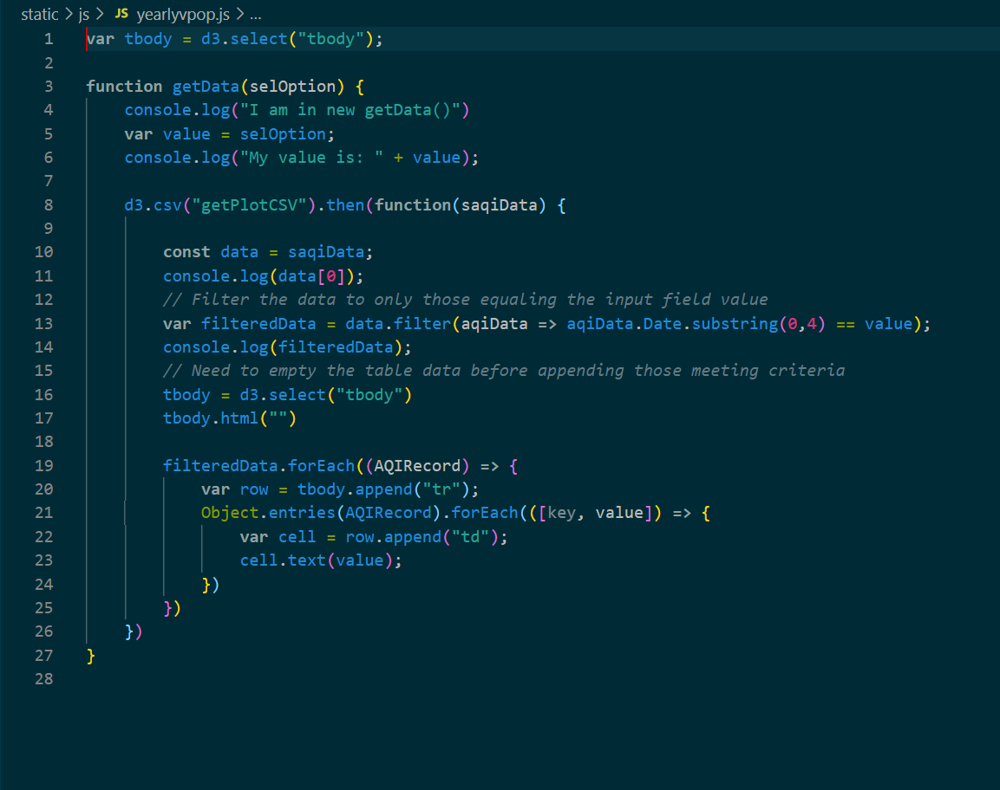 static > js > JS yearlyvpop.js > ...
1 var tbody = d3.select("tbody");
2
3 function getData(selOption) {
4     console.log("I am in new getData()")
5     var value = selOption;
6     console.log("My value is: " + value);
7
8     d3.csv("getPlotCSV").then(function(saqiData) {
9
10         const data = saqiData;
11         console.log(data[0]);
12         // Filter the data to only those equaling the input field value
13         var filteredData = data.filter(aqiData => aqiData.Date.substring(0,4) == value);
14         console.log(filteredData);
15         // Need to empty the table data before appending those meeting criteria
16         tbody = d3.select("tbody")
17         tbody.html("")
18
19         filteredData.forEach((AQIRecord) => {
20             var row = tbody.append("tr");
21             Object.entries(AQIRecord).forEach(([key, value]) => {
22                 var cell = row.append("td");
23                 cell.text(value);
24             })
25         })
26     })
27 }
28